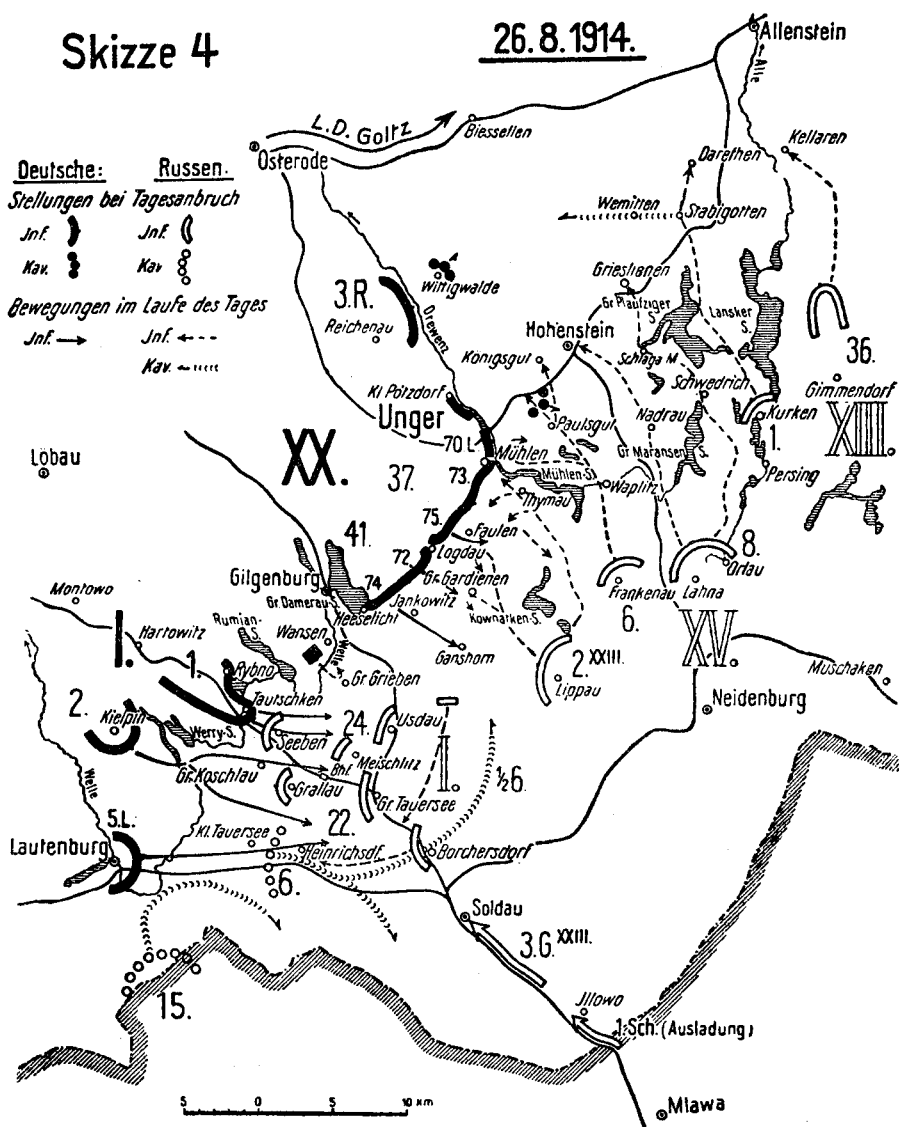 Skizze 4
26.8.1914.
Allenstein
Alle
L.D. Goltz
Biessellen
Kellaren
Osterode
Darethen
Deutsche:
Russen.
Stellungen bei Tagesanbruch
Jnf.
Jnf.
Kav.
Kav
Bewegungen im Laufe des Tages
Jnf.
Jnf.
Kav.
Wemitten
Stabigotten
Wittigwalde
Grieslienen
3.R.
Reichenau
Drewenz
Gr. Plautziger S.
Lansker S.
Hohenstein
Schlaga M.
36.
Königsgut
Schwedrich
Gimmendorf
Kl. Pötzdorf
Unger
Paulsgut
Nadrau
Kurken
XIII.
1.
70 L.
Mühlen
Gr. Maransen S.
XX.
Löbau
37.
73.
Mühlen-S.
Waplitz
Persing
Thymau
75.
Faulen
41.
72.
Logdau
8.
Orlau
Gilgenburg
74
Gr. Gardienen
Frankenau
Lahna
Montowo
Gr. Damerau-S.
Heeselicht
Jankowitz
Kownatken-S.
6.
XV.
Rumian-S.
Wansen
Welle
Hartowitz
I.
1.
Rybno
Ganshorn
2.XXIII.
Lippau
Muschaken
Gr Grieben
Neidenburg
Tautschken
2.
Kielpin
Werry-S.
Seeben
24.
Usdau
I.
½6.
Meischlitz
Gr. Koschlau
Bhf.
Grallau
Gr. Tauersee
Welle
5.L.
Kl. Tauersee
22.
Lautenburg
Heinrichsdf.
Borchersdorf
6.
Soldau
3.G.XXIII.
15.
Jllowo
1.Sch. (Ausladung)
5 0 5 10 km
Mlawa